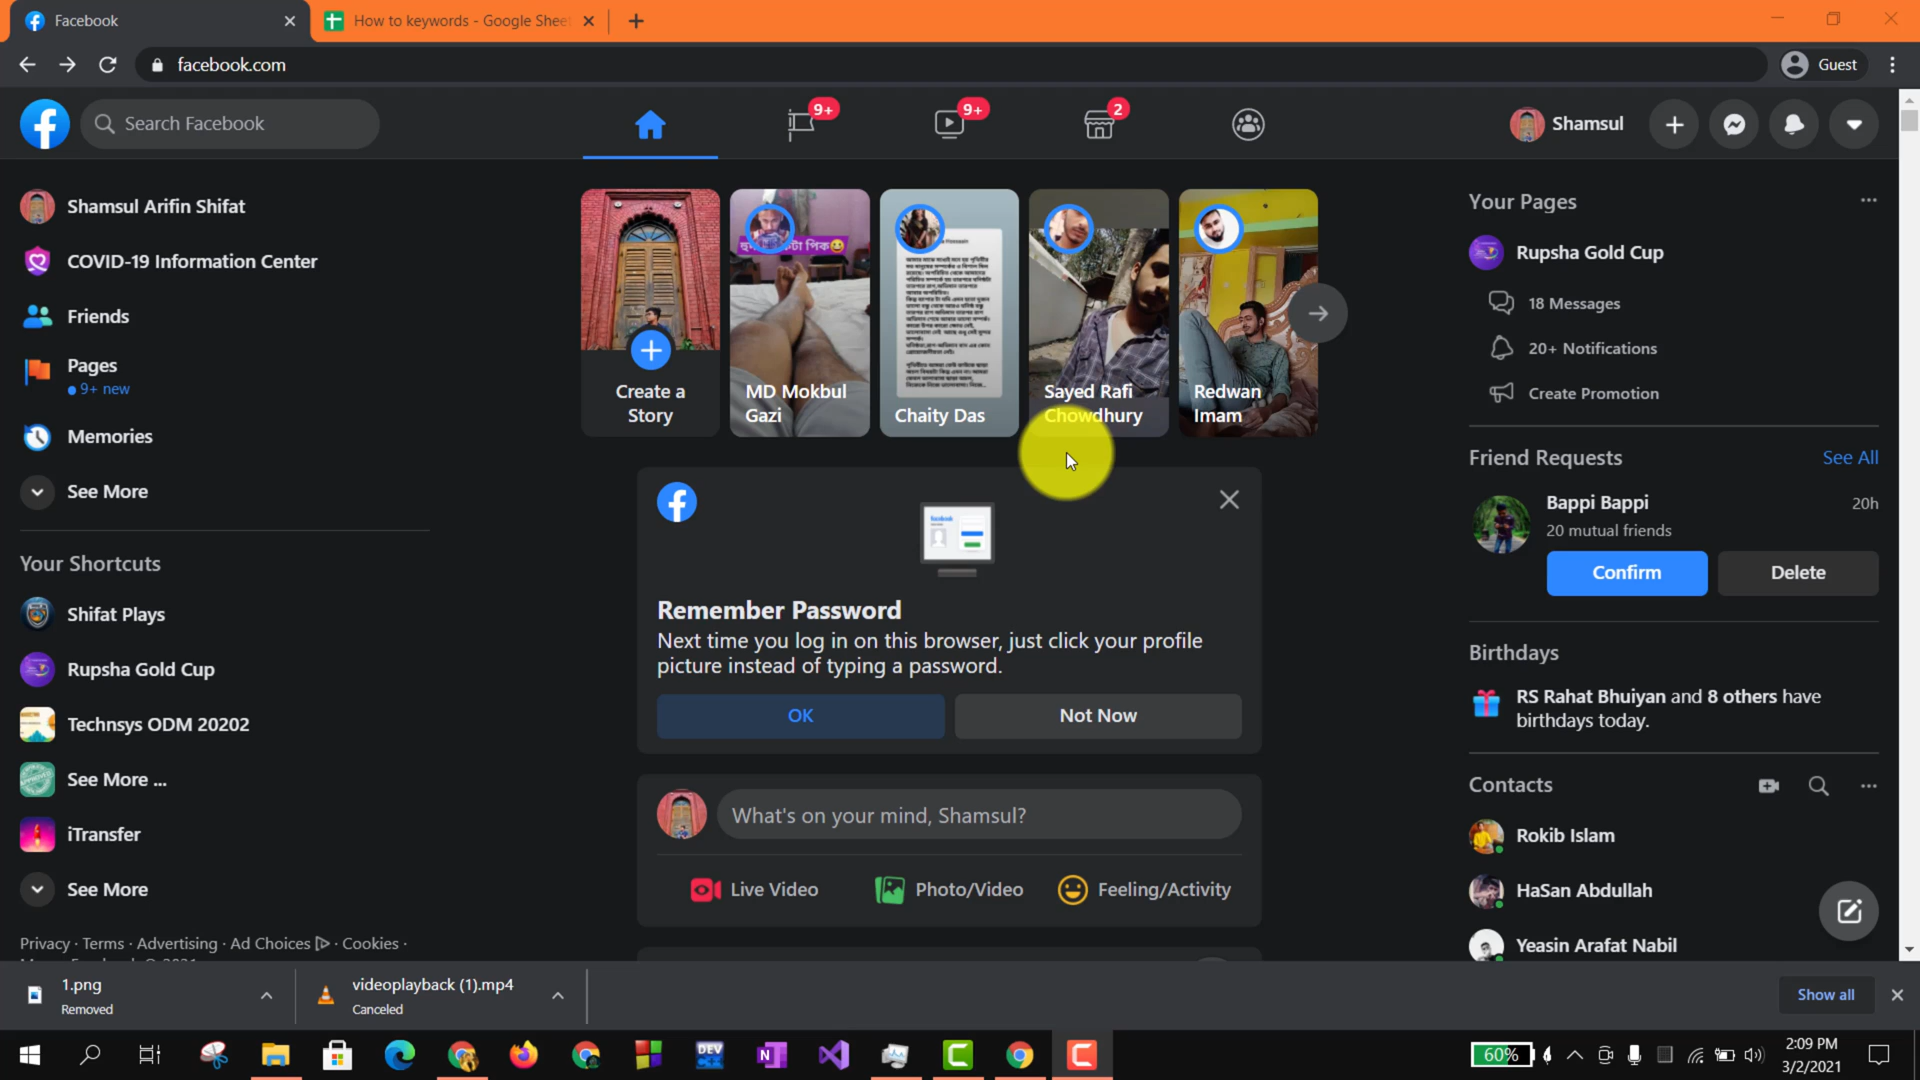 Facebook
How to keywords - Google Shee
facebook.com
Guest
Search Facebook
9+
9+
2
Shamsul
Shamsul Arifin Shifat
COVID-19 Information Center
Friends
Pages
9+ new
Memories
See More
Your Shortcuts
Shifat Plays
Rupsha Gold Cup
Technsys ODM 20202
See More ...
iTransfer
See More
Privacy · Terms · Advertising · Ad Choices · Cookies ·
Create a
Story
MD Mokbul
Gazi
Chaity Das
Sayed Rafi
Chowdhury
Redwan
Imam
Remember Password
Next time you log in on this browser, just click your profile
picture instead of typing a password.
OK
Not Now
What's on your mind, Shamsul?
Live Video
Photo/Video
Feeling/Activity
Your Pages
Rupsha Gold Cup
18 Messages
20+ Notifications
Create Promotion
Friend Requests
See All
Bappi Bappi
20h
20 mutual friends
Confirm
Delete
Birthdays
RS Rahat Bhuiyan and 8 others have
birthdays today.
Contacts
Rokib Islam
HaSan Abdullah
Yeasin Arafat Nabil
1.png
Removed
videoplayback (1).mp4
Canceled
Show all
DEV
60%
2:09 PM
3/2/2021